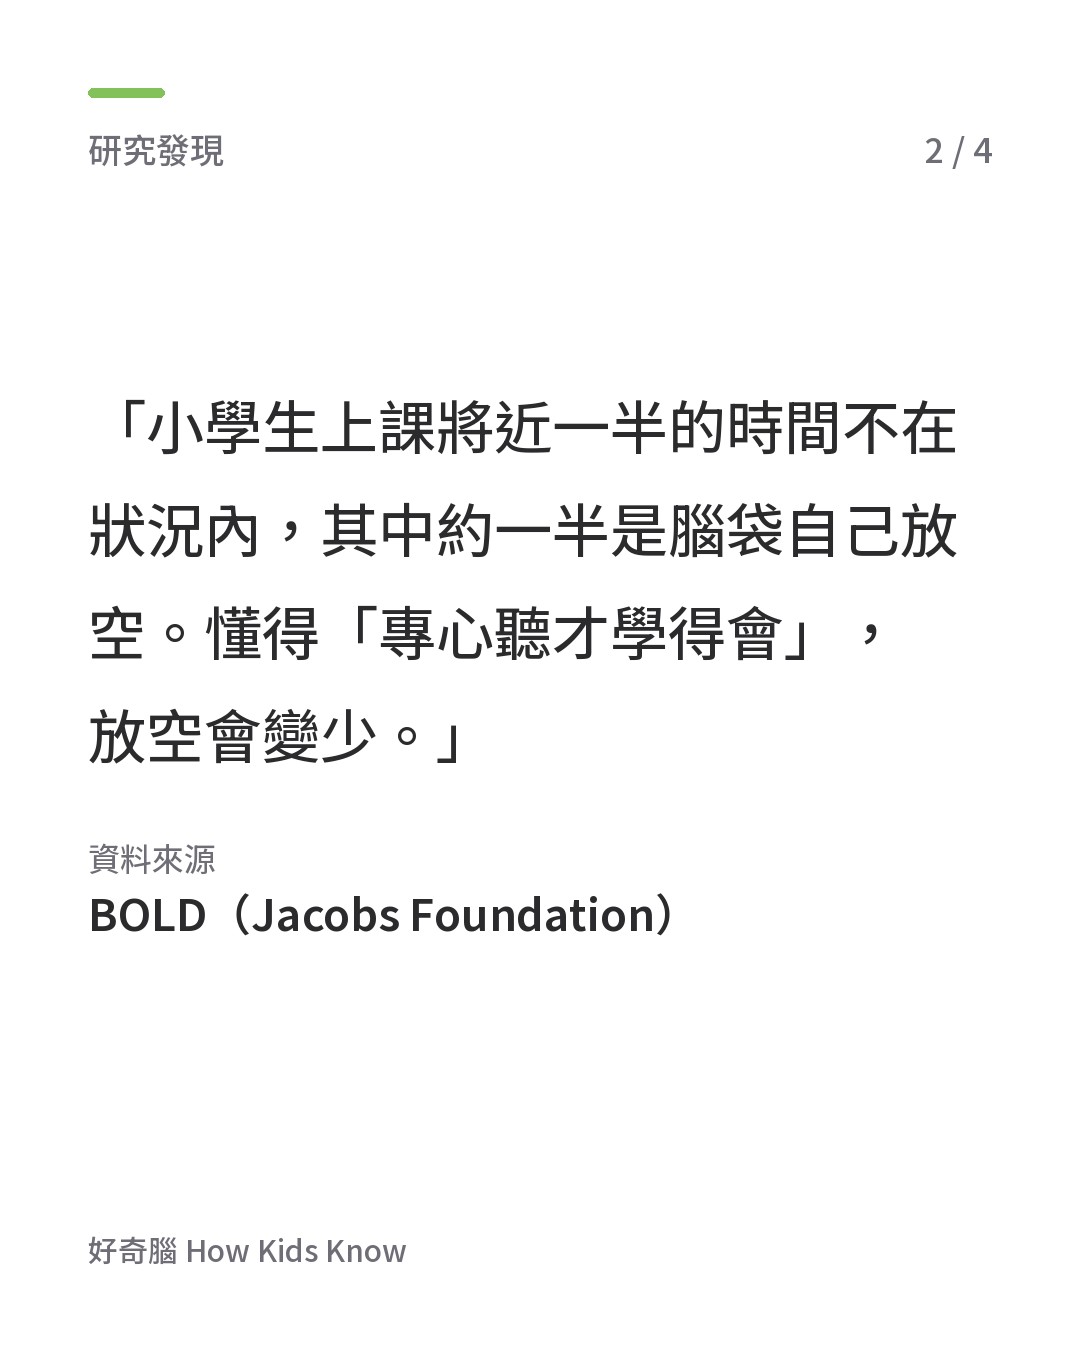 研究發現
2 / 4
「小學生上課將近一半的時間不在
狀況內，其中約一半是腦袋自己放
空。懂得「專心聽才學得會」，
放空會變少。」
資料來源
BOLD（Jacobs Foundation）
好奇腦 How Kids Know